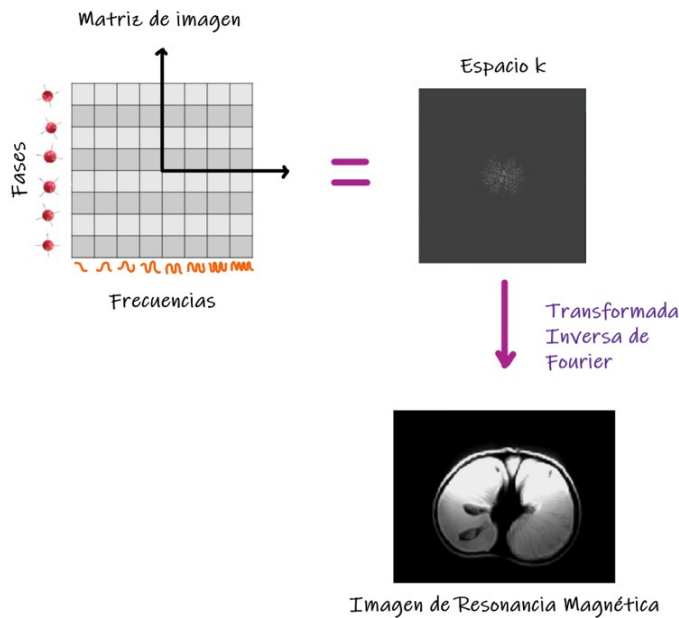 Matriz de imagen
Espacio k
Fases
Frecuencias
Transformada
Inversa de
Fourier
Imagen de Resonancia Magnética